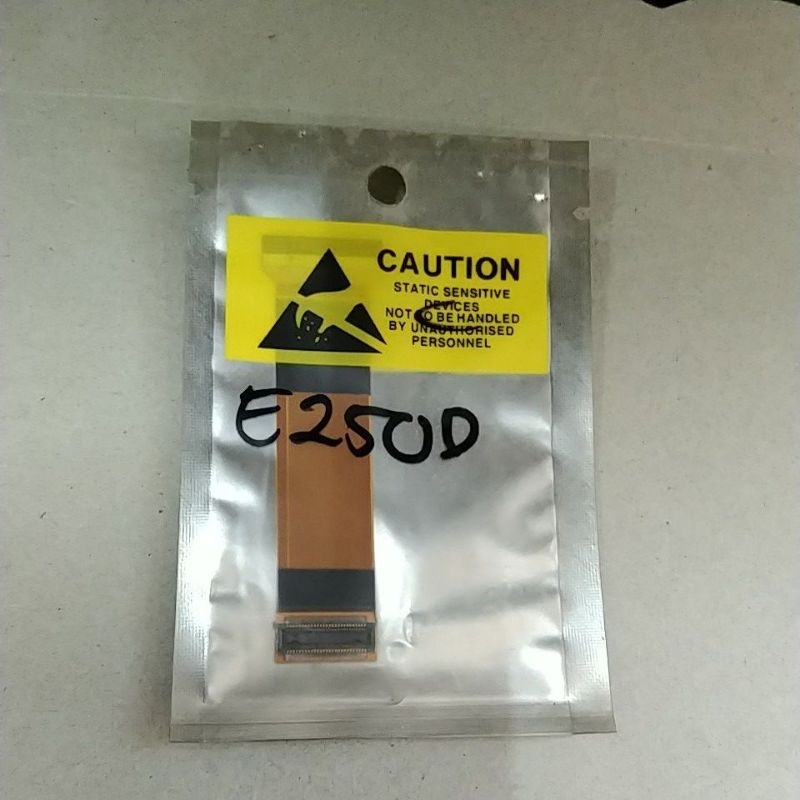 CAUTION
STATIC SENSITIVE
DEVICES
NOT TO BE HANDLED
BY UNAUTHORISED
PERSONNEL
E250D